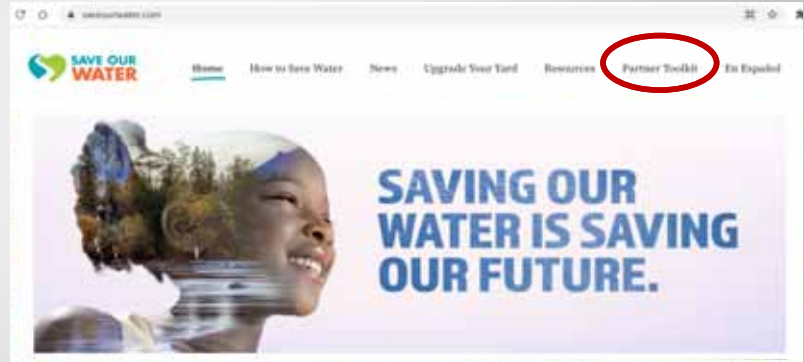 saveourwater.com
SAVE OUR
WATER
Home How to Save Water News Upgrade Your Yard Resources Partner Toolkit En Español
SAVING OUR
WATER IS SAVING
OUR FUTURE.